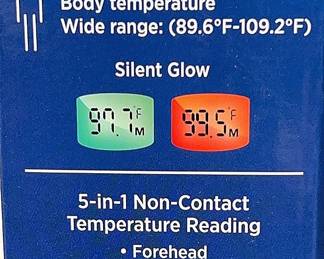 Body temperature
Wide range: (89.6°F-109.2°F)
Silent Glow
97.7°F M
99.5°F M
5-in-1 Non-Contact
Temperature Reading
• Forehead